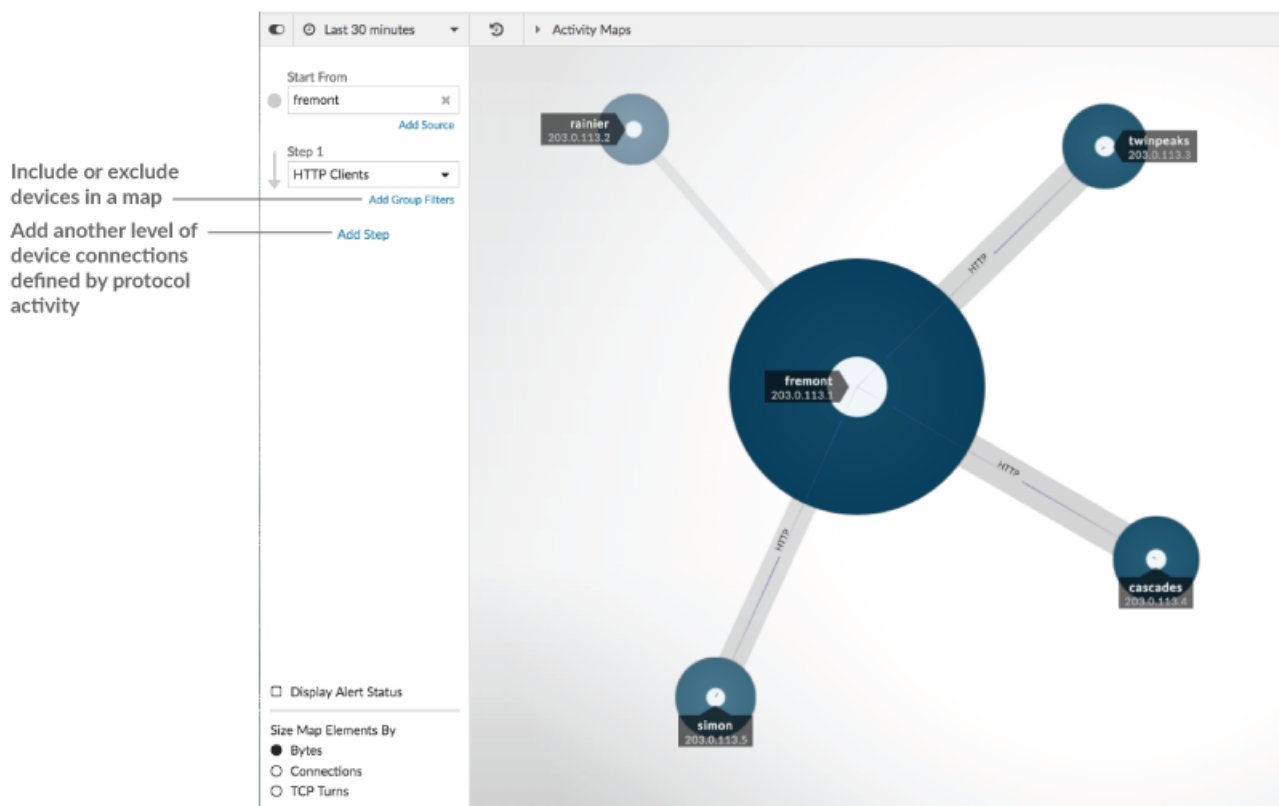 Last 30 minutes
Activity Maps
Start From
fremont
Add Source
Step 1
HTTP Clients
Add Group Filters
Add Step
Include or exclude
devices in a map
Add another level of
device connections
defined by protocol
activity
rainier
203.0.113.2
twinpeaks
203.0.113.3
HTTP
fremont
203.0.113.1
HTTP
HTTP
cascades
203.0.113.4
simon
203.0.113.5
Display Alert Status
Size Map Elements By
Bytes
Connections
TCP Turns